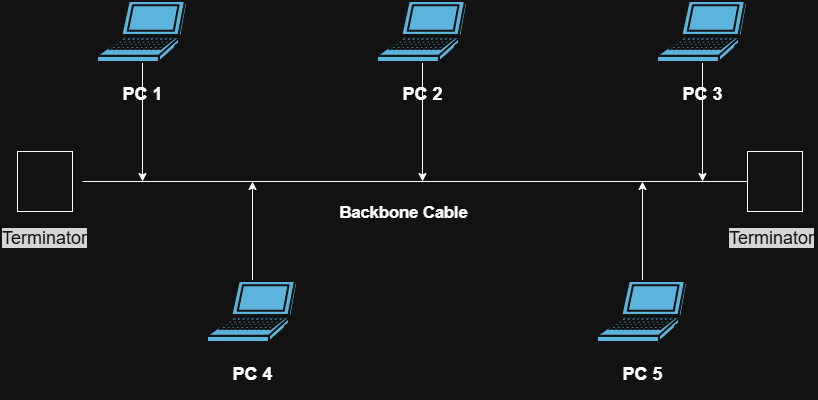 PC 1
PC 2
PC 3
Backbone Cable
Terminator
Terminator
PC 4
PC 5